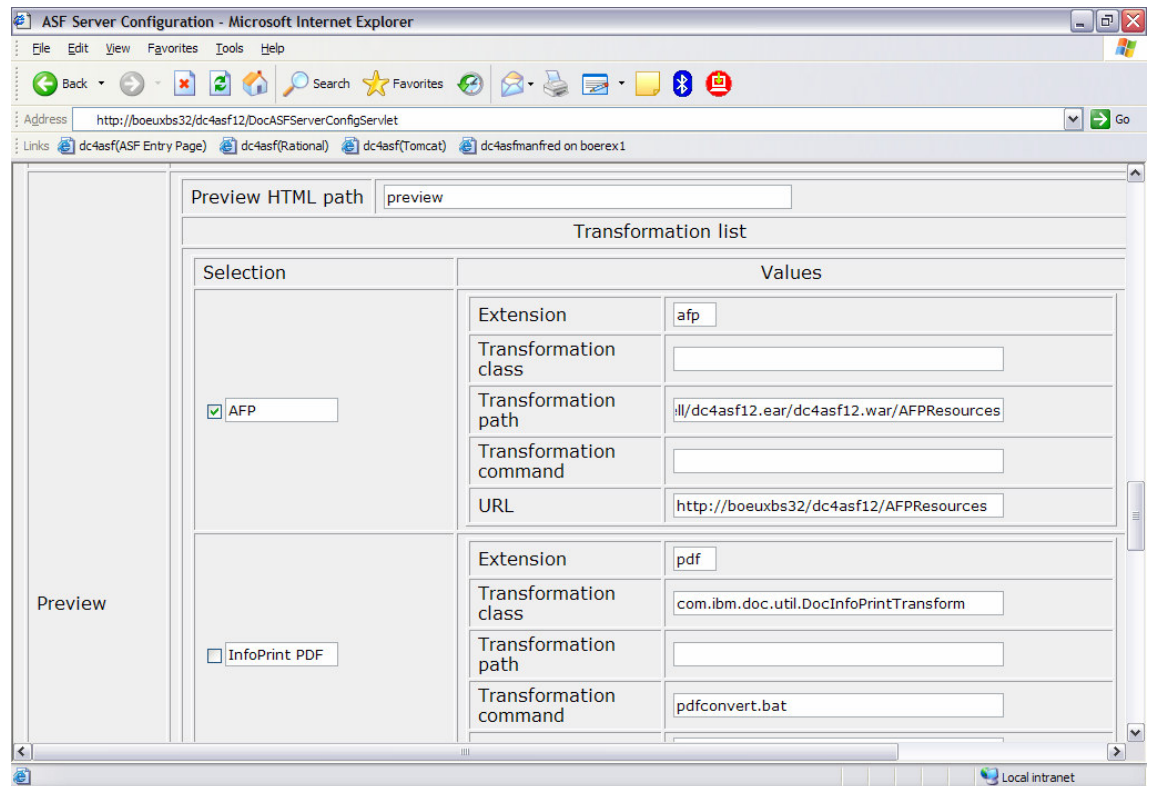 ASF Server Configuration - Microsoft Internet Explorer
File Edit View Favorites Tools Help
Back Search Favorites
Address http://boeuxbs32/dc4asf12/DocASFServerConfigServlet Go
Links dc4asf(ASF Entry Page) dc4asf(Rational) dc4asf(Tomcat) dc4asfmanfred on boerex1
Preview HTML path preview
Transformation list
Selection Values
Extension afp
Transformation
class
AFP
Transformation
path
ll/dc4asf12.ear/dc4asf12.war/AFPResources
Transformation
command
URL http://boeuxbs32/dc4asf12/AFPResources
Preview
Extension pdf
Transformation
class
com.ibm.doc.util.DocInfoPrintTransform
InfoPrint PDF
Transformation
path
Transformation
command
pdfconvert.bat
Local intranet